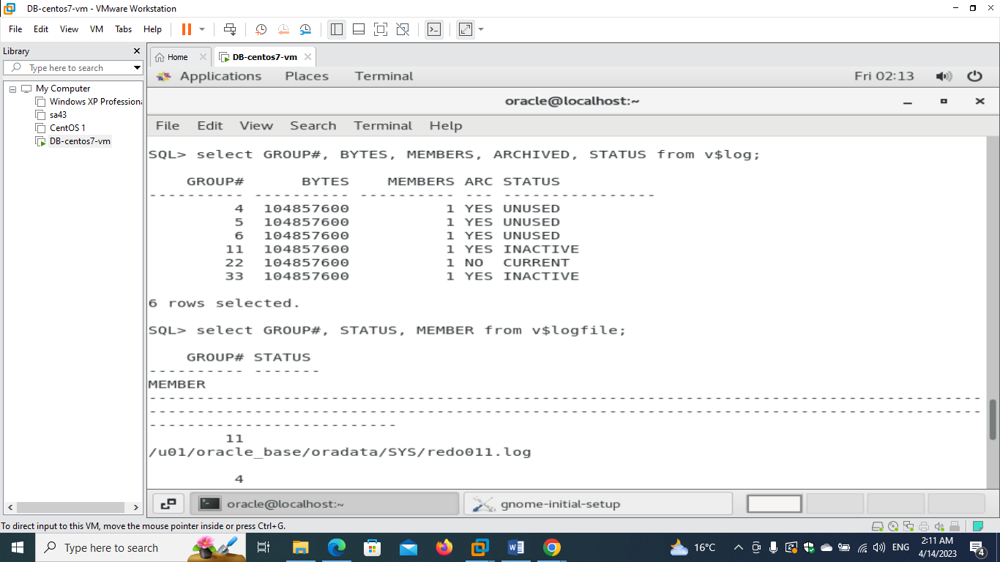 DB-centos7-vm - VMware Workstation
File Edit View VM Tabs Help
Library
Type here to search
My Computer
Windows XP Professiona
sa43
CentOS 1
DB-centos7-vm
Home
DB-centos7-vm
Applications Places Terminal Fri 02:13
oracle@localhost:~
File Edit View Search Terminal Help
SQL> select GROUP#, BYTES, MEMBERS, ARCHIVED, STATUS from v$log;
GROUP# BYTES MEMBERS ARC STATUS
---------- ---------- ---------- --- ----------------
4 104857600 1 YES UNUSED
5 104857600 1 YES UNUSED
6 104857600 1 YES UNUSED
11 104857600 1 YES INACTIVE
22 104857600 1 NO CURRENT
33 104857600 1 YES INACTIVE
6 rows selected.
SQL> select GROUP#, STATUS, MEMBER from v$logfile;
GROUP# STATUS
---------- -------
MEMBER
---------------------------------------------------------------------------------------
---------------------------------------------------------------------------------------
--------------------------
11
/u01/oracle_base/oradata/SYS/redo011.log
4
oracle@localhost:~
gnome-initial-setup
To direct input to this VM, move the mouse pointer inside or press Ctrl+G.
Type here to search
16°C
ENG
2:11 AM
4/14/2023
4